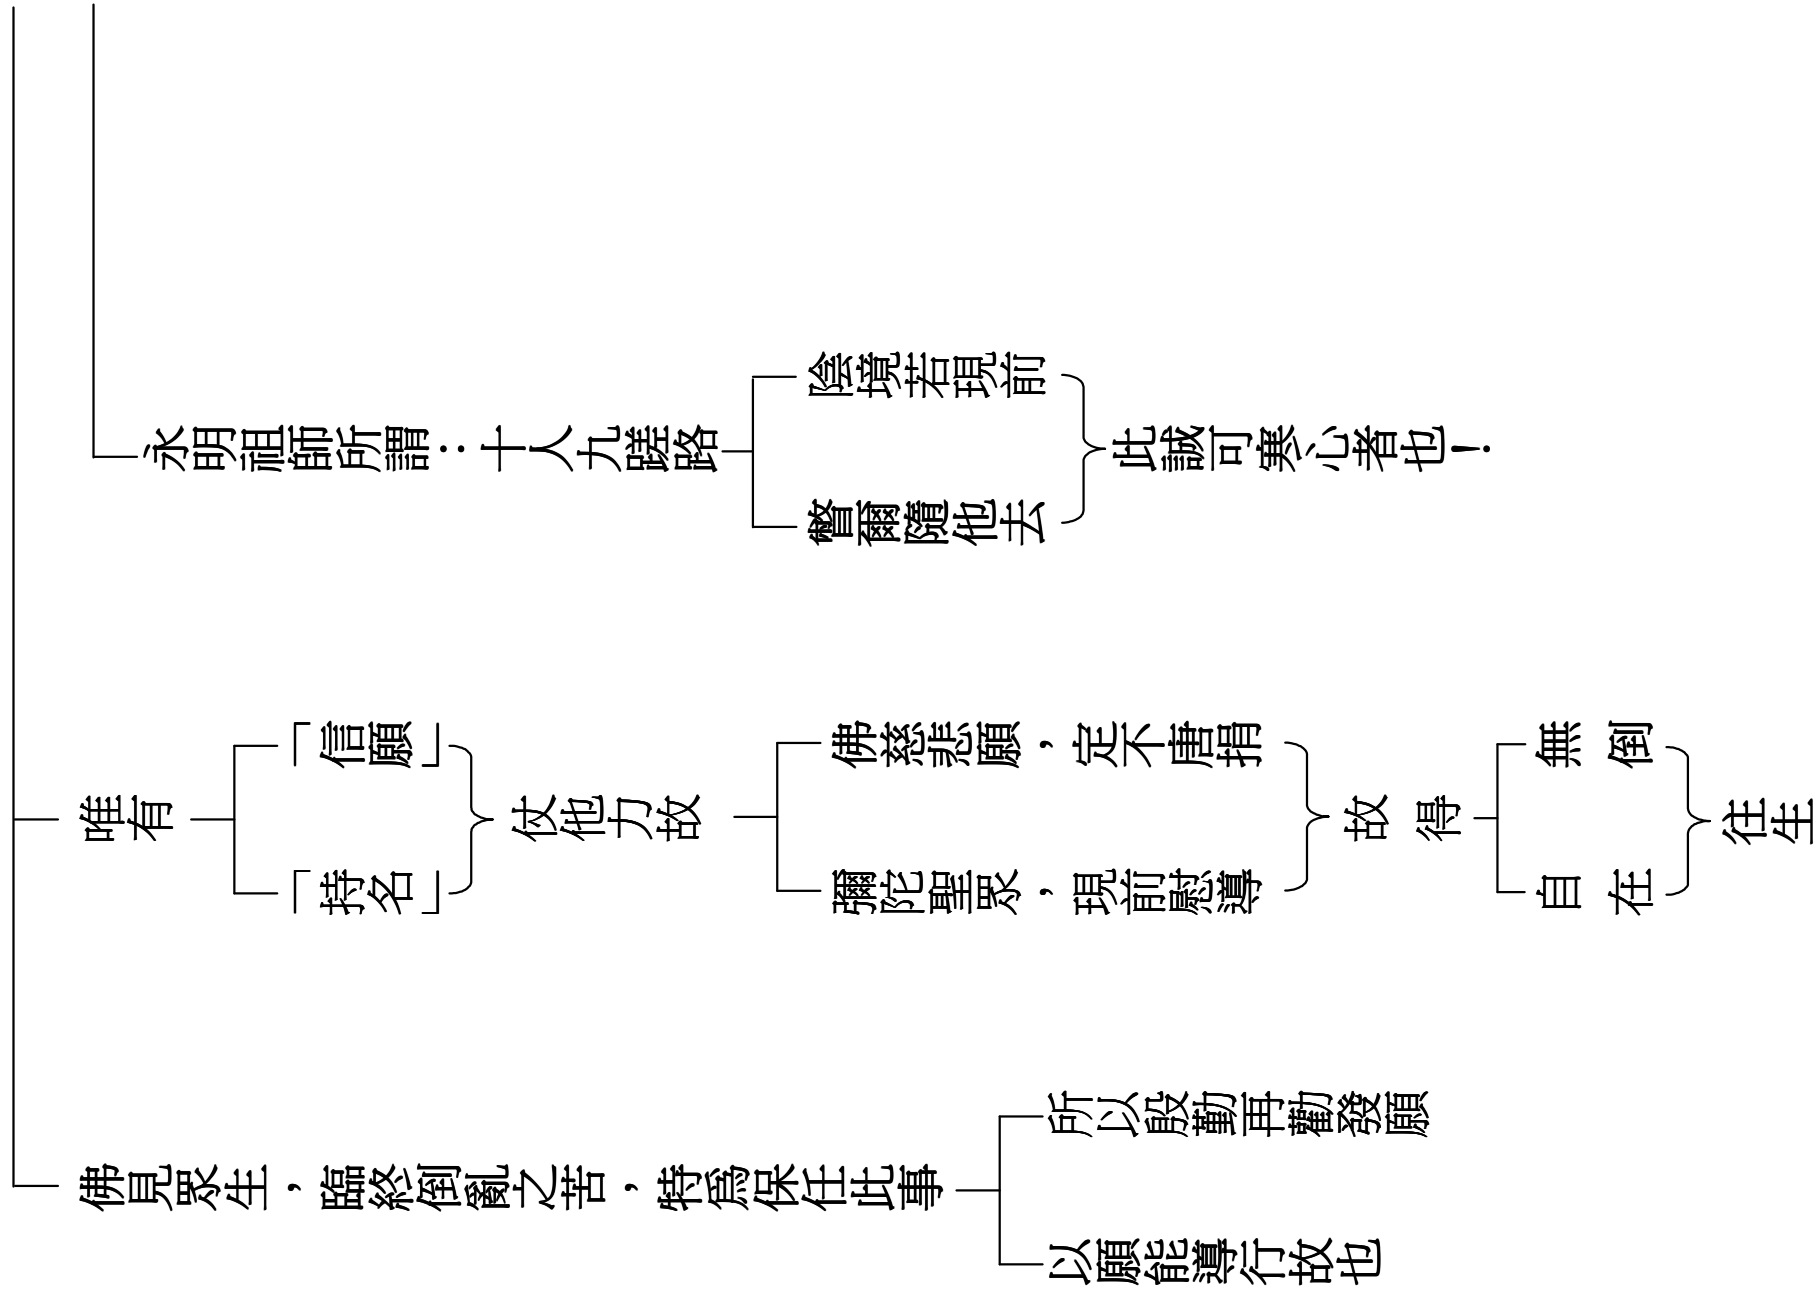 永明祖師所謂：十人九蹉路
陰境若現前
瞥爾隨他去
此誠可寒心者也！
唯有
「信願」
「持名」
仗他力故
佛慈悲願，定不唐捐
彌陀聖眾，現前慰導
故得
無倒
自在
往生
佛見眾生，臨終倒亂之苦，特為保任此事
所以殷勤再勸發願
以願能導行故也